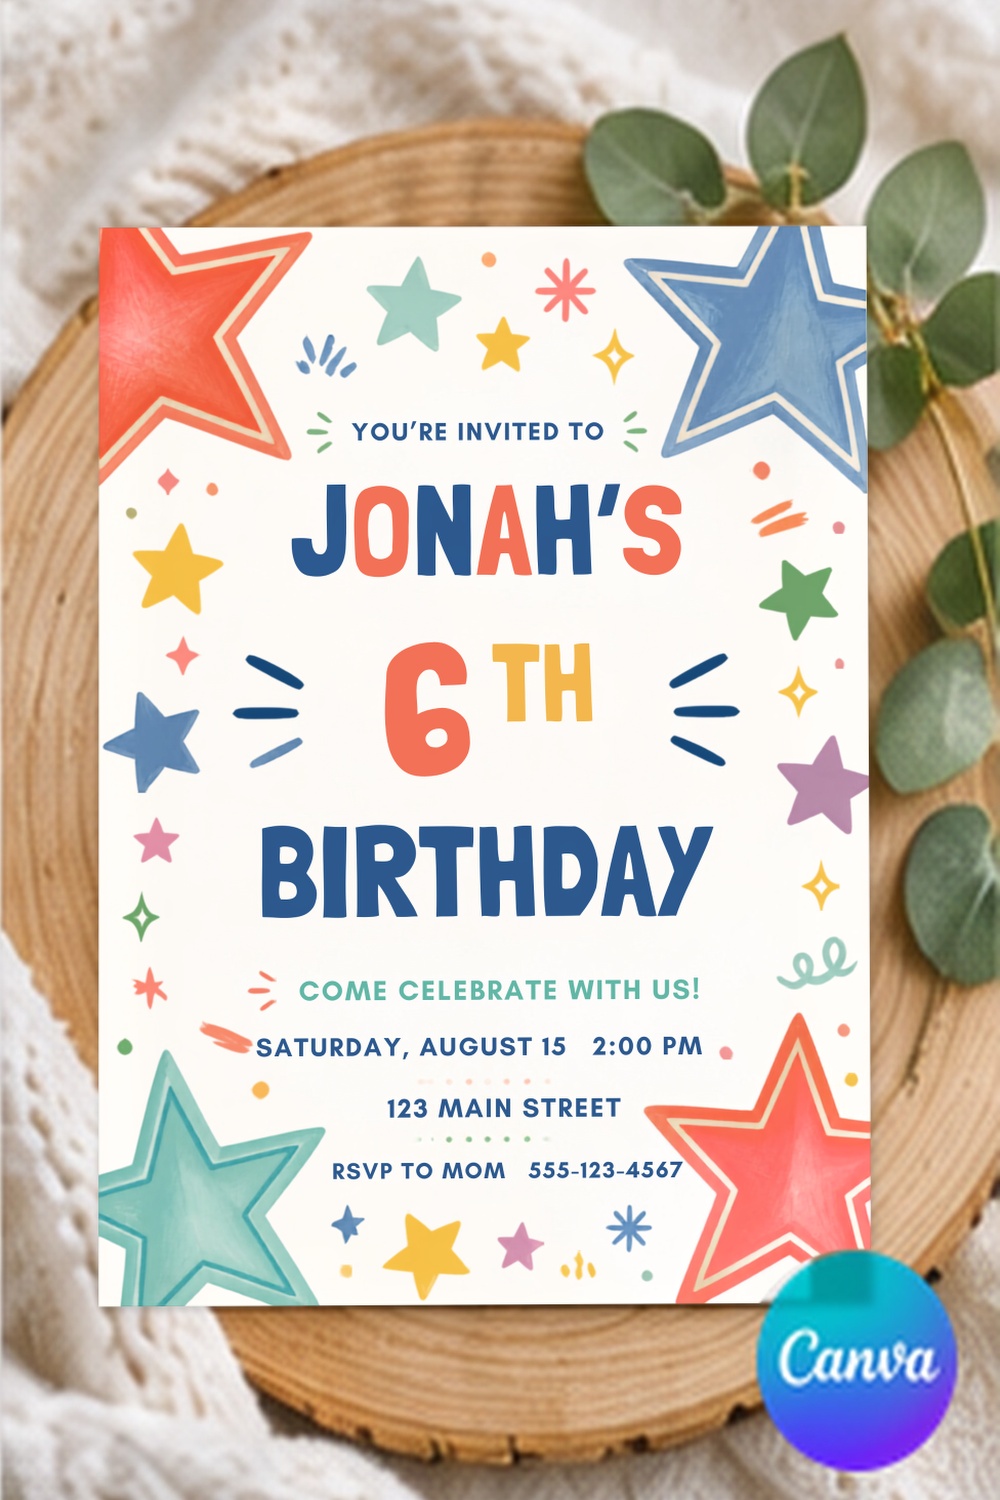 YOU’RE INVITED TO
JONAH’S
6TH
BIRTHDAY
COME CELEBRATE WITH US!
SATURDAY, AUGUST 15 2:00 PM
123 MAIN STREET
RSVP TO MOM 555-123-4567
Canva